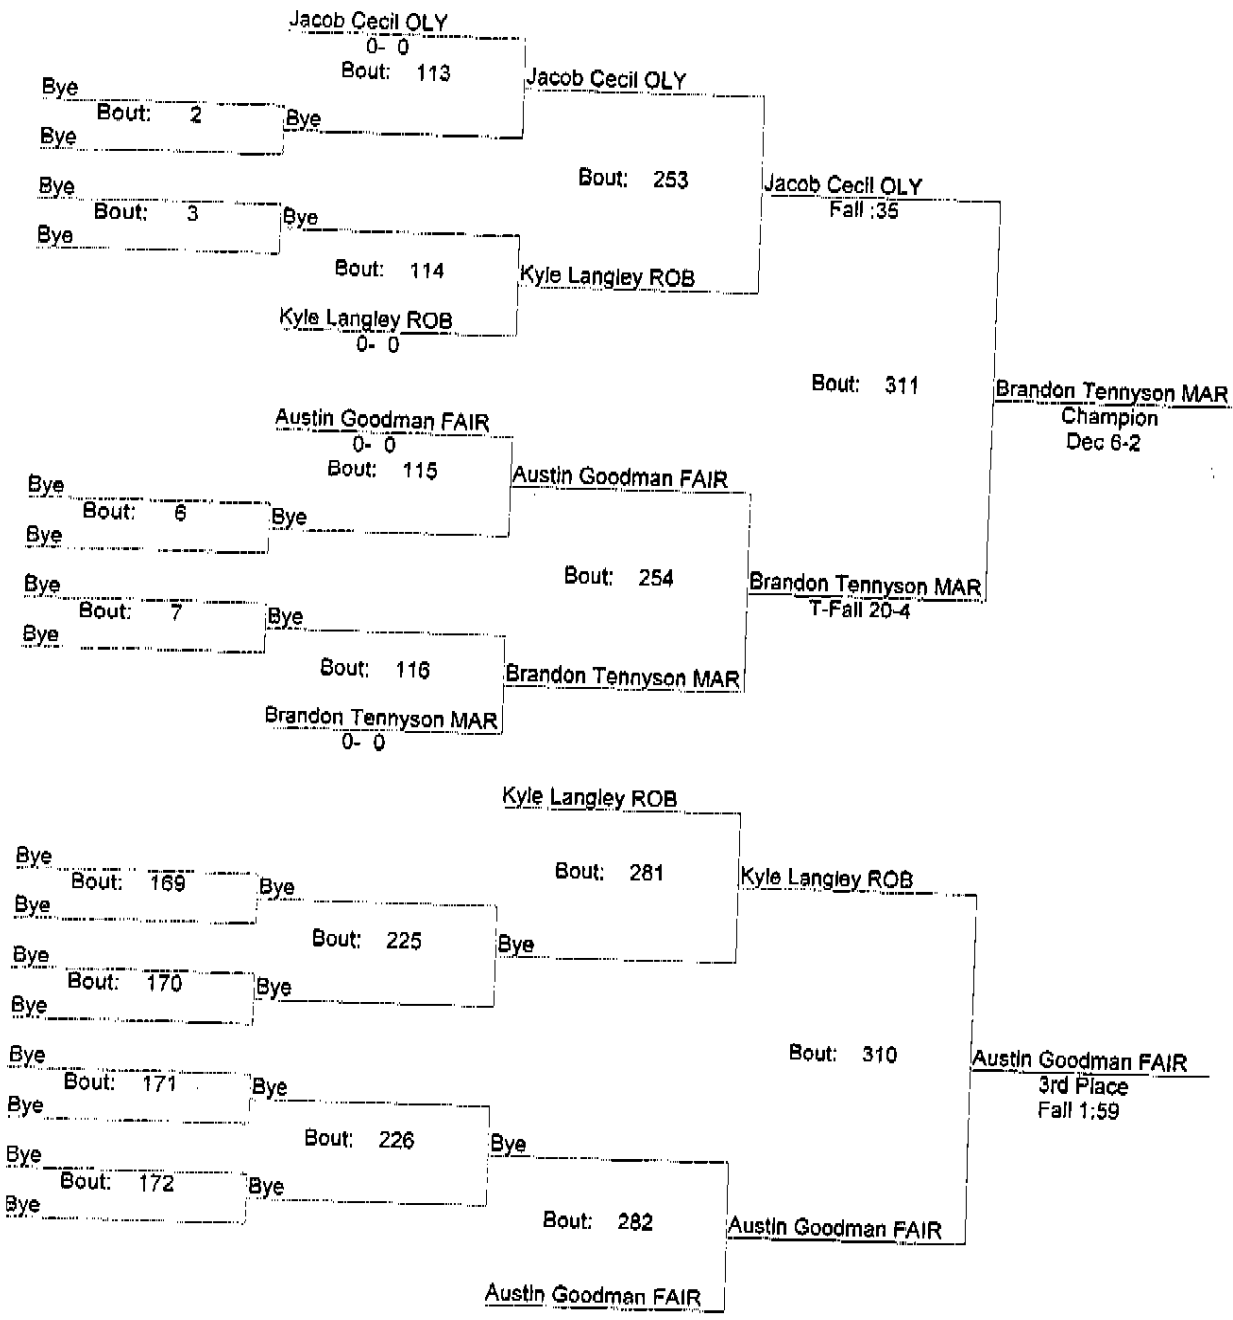 Jacob Cecil OLY
0- 0
Bout: 113
Jacob Cecil OLY
Bye
Bout: 2
Bye
Bye
Bout: 253
Jacob Cecil OLY
Fall :35
Bye
Bout: 3
Bye
Bye
Bout: 114
Kyle Langley ROB
Kyle Langley ROB
0- 0
Bout: 311
Brandon Tennyson MAR
Champion
Dec 6-2
Austin Goodman FAIR
0- 0
Bout: 115
Austin Goodman FAIR
Bye
Bout: 6
Bye
Bye
Bout: 254
Brandon Tennyson MAR
T-Fall 20-4
Bye
Bout: 7
Bye
Bye
Bout: 116
Brandon Tennyson MAR
Brandon Tennyson MAR
0- 0
Kyle Langley ROB
Bout: 281
Kyle Langley ROB
Bye
Bout: 169
Bye
Bye
Bout: 225
Bye
Bye
Bout: 170
Bye
Bye
Bout: 310
Austin Goodman FAIR
3rd Place
Fall 1:59
Bye
Bout: 171
Bye
Bye
Bout: 226
Bye
Bye
Bout: 172
Bye
Bye
Bout: 282
Austin Goodman FAIR
Austin Goodman FAIR